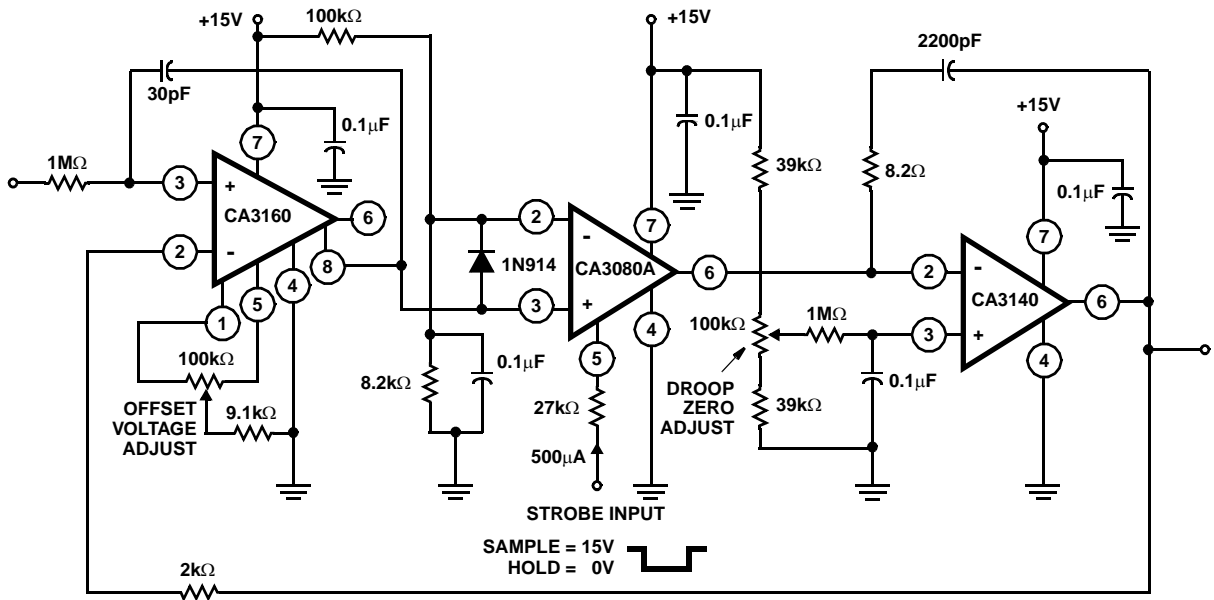 +15V
100kΩ
+15V
2200pF
30pF
+15V
0.1µF
0.1µF
7
1MΩ
39kΩ
8.2Ω
0.1µF
3
+
CA3160
6
2
-
7
7
2
-
8
1N914
CA3080A
6
2
-
CA3140
4
5
3
+
100kΩ
1MΩ
6
1
4
3
+
5
4
100kΩ
DROOP
ZERO
ADJUST
0.1µF
8.2kΩ
0.1µF
27kΩ
39kΩ
OFFSET
VOLTAGE
ADJUST
9.1kΩ
500µA
STROBE INPUT
SAMPLE = 15V
HOLD = 0V
2kΩ